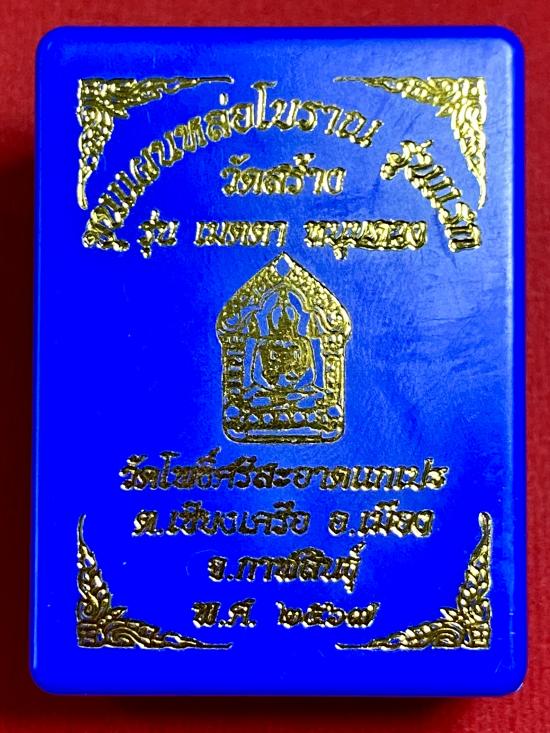 ขุนแผนหล่อโบราณ รุ่นแรก
วัดสร้าง
รุ่น เมตตา หนุนดวง
วัดโพธิ์ศรีสะอาดแกเปะ
ต.เชียงเครือ อ.เมือง
จ.กาฬสินธุ์
พ.ศ. ๒๕๖๗